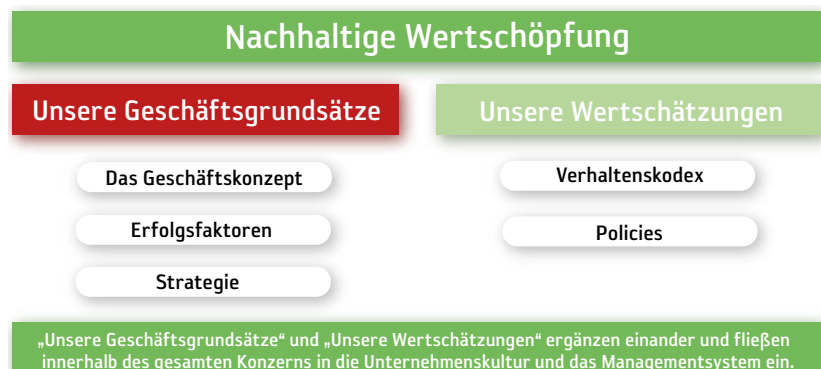 Nachhaltige Wertschöpfung
Unsere Geschäftsgrundsätze
Unsere Wertschätzungen
Das Geschäftskonzept
Verhaltenskodex
Erfolgsfaktoren
Policies
Strategie
„Unsere Geschäftsgrundsätze“ und „Unsere Wertschätzungen“ ergänzen einander und fließen
innerhalb des gesamten Konzerns in die Unternehmenskultur und das Managementsystem ein.